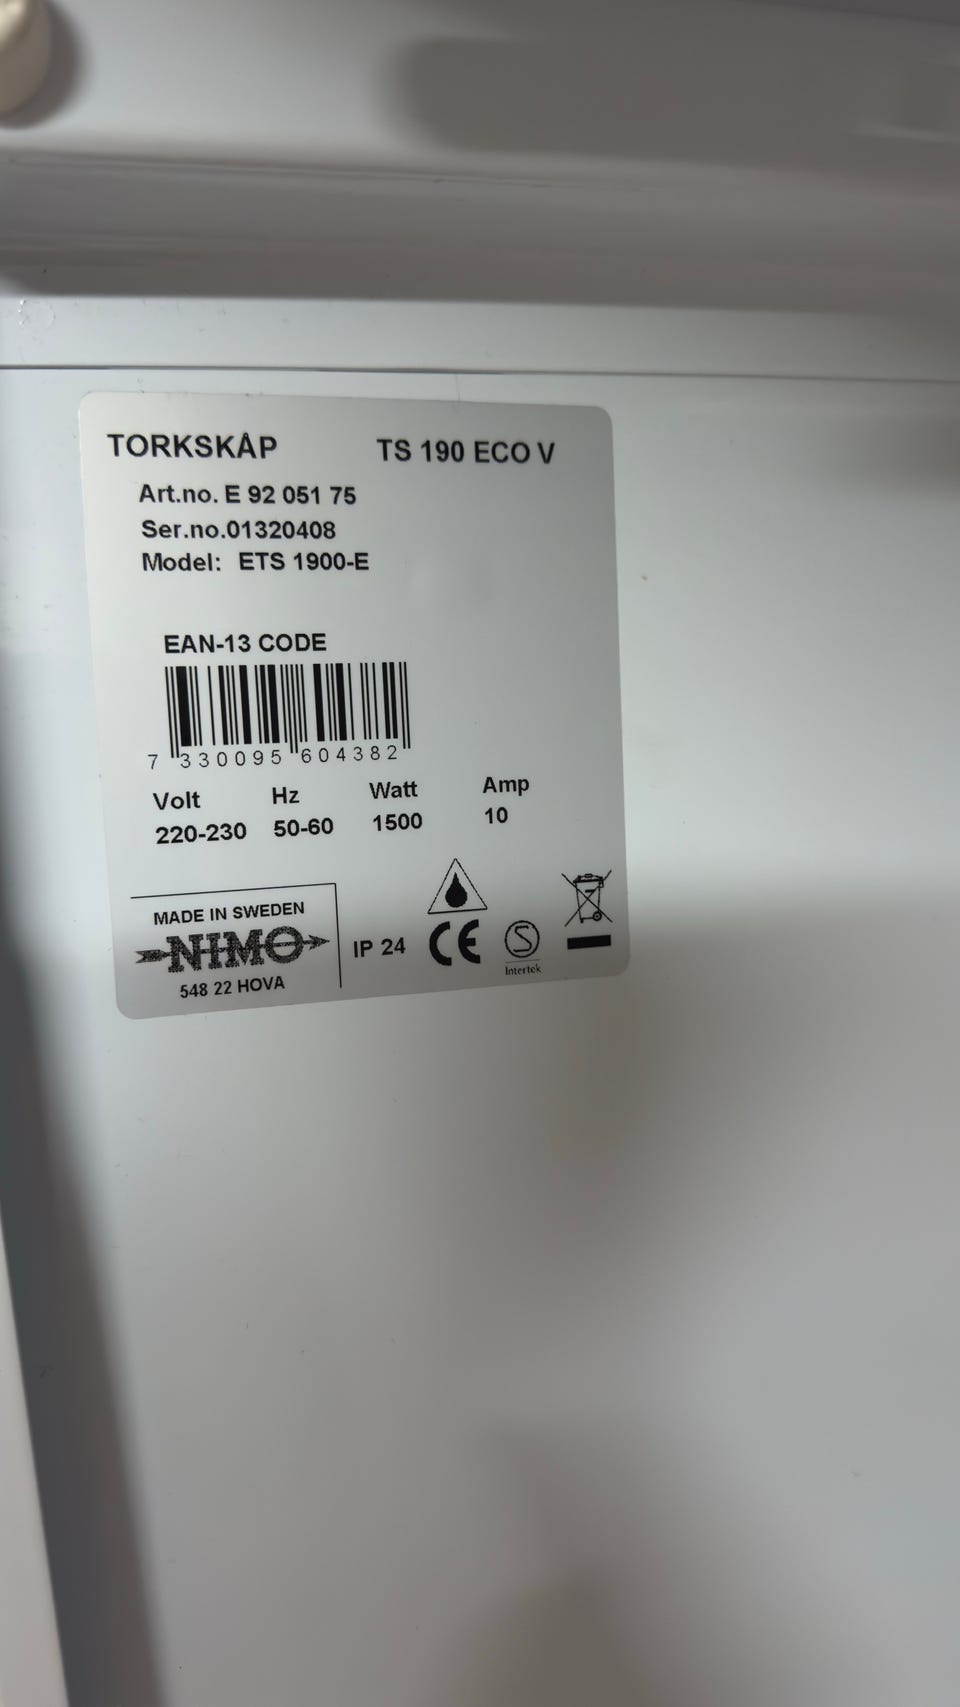 TORKSKÅP TS 190 ECO V
Art.no. E 92 051 75
Ser.no.01320408
Model: ETS 1900-E
EAN-13 CODE
7 330095 604382
Volt Hz Watt Amp
220-230 50-60 1500 10
MADE IN SWEDEN
NIMO
548 22 HOVA
IP 24
CE
S
Intertek